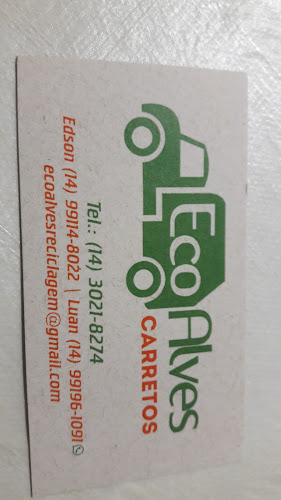 Eco Alves
CARRETOS
Tel.: (14) 3021-8274
Edson (14) 99114-8022 | Luan (14) 99196-1091
ecoalvesreciclagem@gmail.com